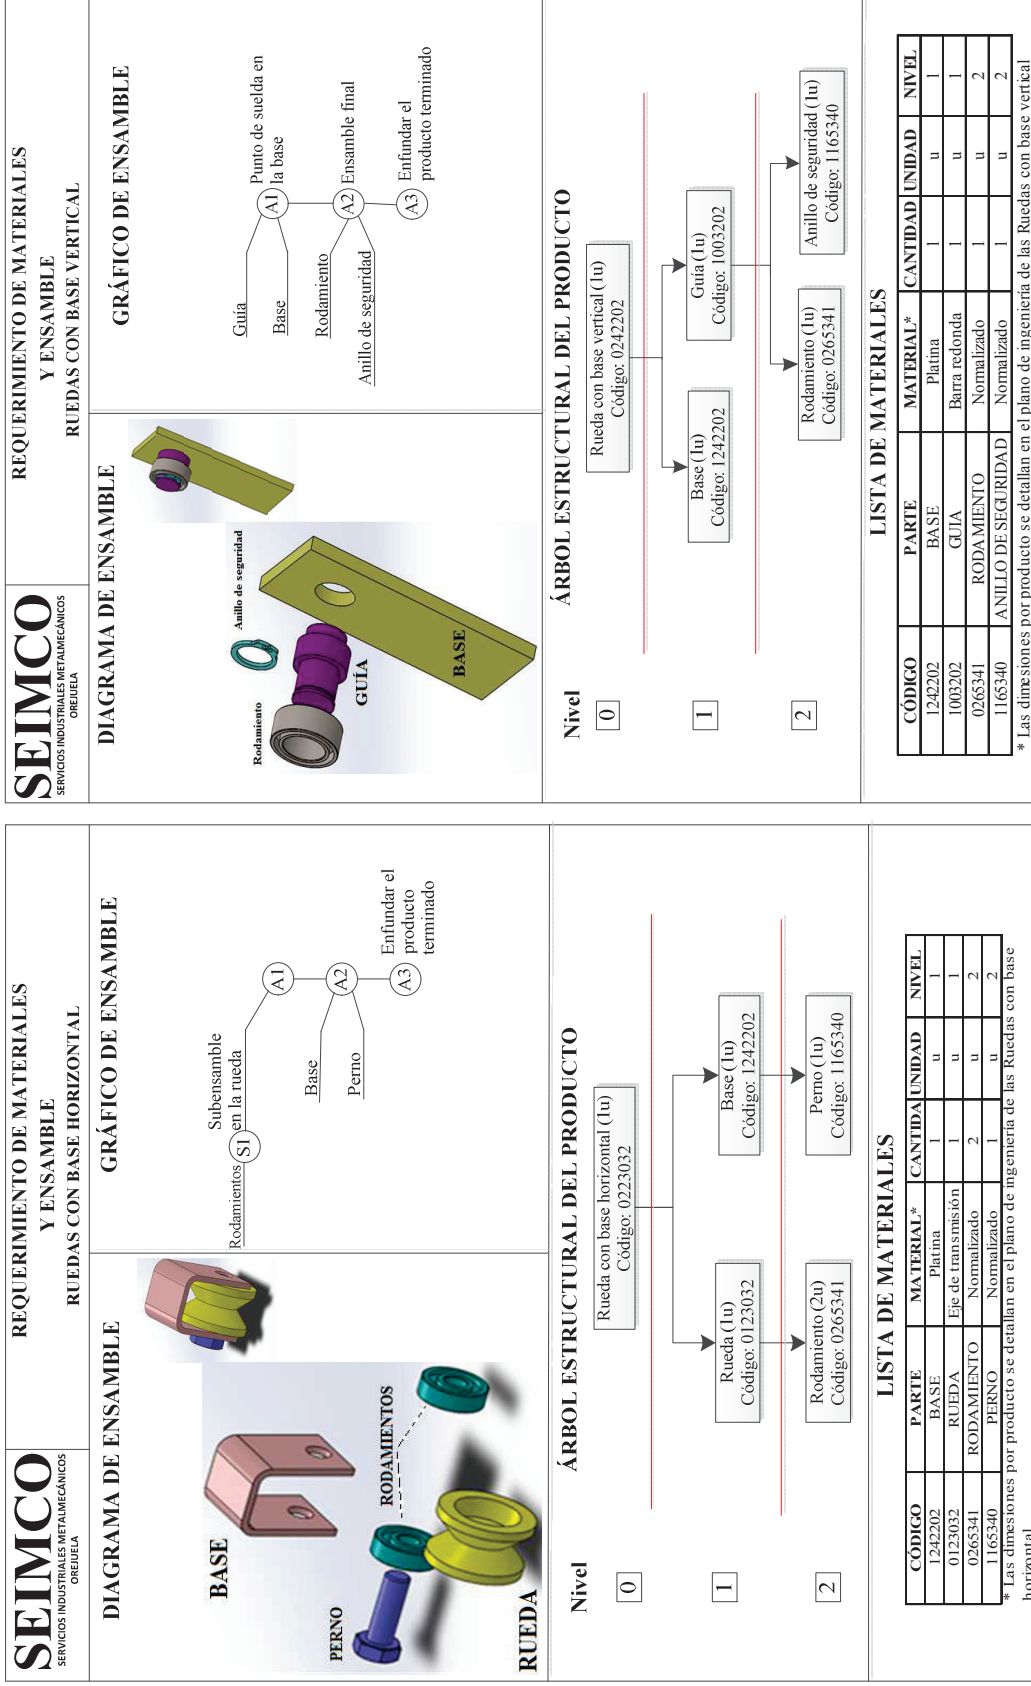 SEIMCO
SERVICIOS INDUSTRIALES METALMECÁNICOS
OREJUELA
REQUERIMIENTO DE MATERIALES
Y ENSAMBLE
RUEDAS CON BASE HORIZONTAL
DIAGRAMA DE ENSAMBLE
BASE
PERNO
RODAMIENTOS
RUEDA
GRÁFICO DE ENSAMBLE
Rodamientos
S1
Subensamble
en la rueda
A1
Base
Perno
A2
A3
Enfundar el
producto
terminado
ÁRBOL ESTRUCTURAL DEL PRODUCTO
Nivel
0
Rueda con base horizontal (1u)
Código: 0223032
1
Rueda (1u)
Código: 0123032
Base (1u)
Código: 1242202
2
Rodamiento (2u)
Código: 0265341
Perno (1u)
Código: 1165340
LISTA DE MATERIALES
CÓDIGO PARTE MATERIAL* CANTIDA UNIDAD NIVEL
1242202 BASE Platina 1 u 1
0123032 RUEDA Eje de transmisión 1 u 1
0265341 RODAMIENTO Normalizado 2 u 2
1165340 PERNO Normalizado 1 u 2
* Las dimesiones por producto se detallan en el plano de ingeniería de las Ruedas con base
horizontal
SEIMCO
SERVICIOS INDUSTRIALES METALMECÁNICOS
OREJUELA
REQUERIMIENTO DE MATERIALES
Y ENSAMBLE
RUEDAS CON BASE VERTICAL
DIAGRAMA DE ENSAMBLE
Rodamiento
Anillo de seguridad
GUÍA
BASE
GRÁFICO DE ENSAMBLE
Guía
Base
A1
Punto de suelda en
la base
Rodamiento
Anillo de seguridad
A2
Ensamble final
A3
Enfundar el
producto terminado
ÁRBOL ESTRUCTURAL DEL PRODUCTO
Nivel
0
Rueda con base vertical (1u)
Código: 0242202
1
Base (1u)
Código: 1242202
Guía (1u)
Código: 1003202
2
Rodamiento (1u)
Código: 0265341
Anillo de seguridad (1u)
Código: 1165340
LISTA DE MATERIALES
CÓDIGO PARTE MATERIAL* CANTIDAD UNIDAD NIVEL
1242202 BASE Platina 1 u 1
1003202 GUIA Barra redonda 1 u 1
0265341 RODAMIENTO Normalizado 1 u 2
1165340 ANILLO DE SEGURIDAD Normalizado 1 u 2
* Las dimesiones por producto se detallan en el plano de ingeniería de las Ruedas con base vertical